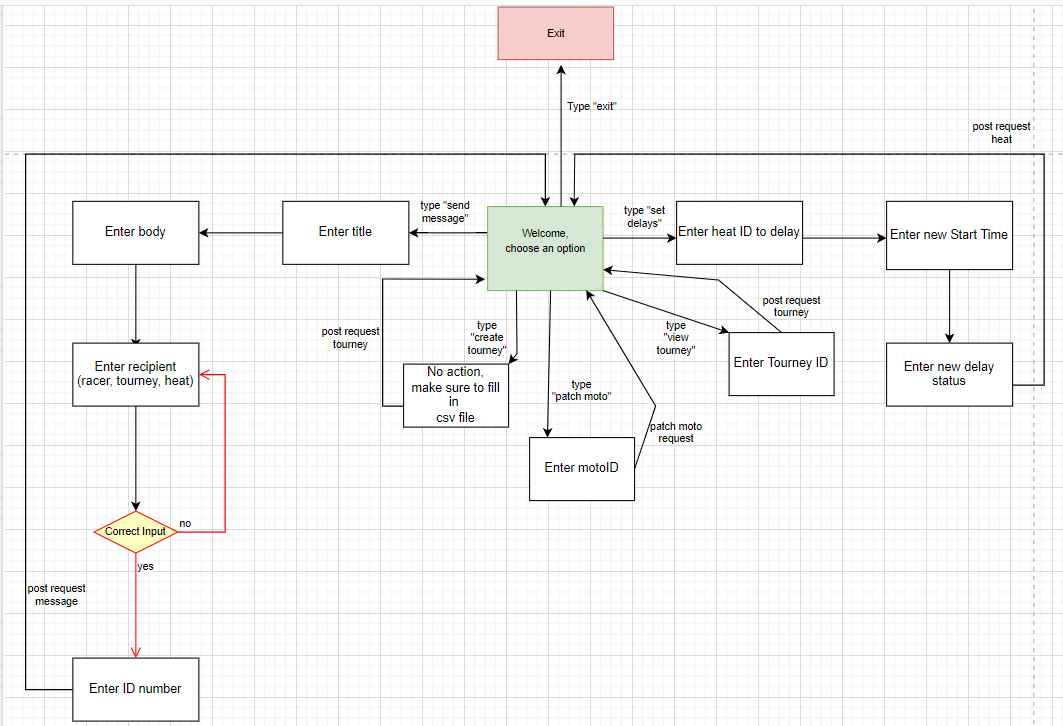 Exit
Type "exit"
post request
heat
type "send
message"
type "set
delays"
Enter body
Enter title
Welcome,
choose an option
Enter heat ID to delay
Enter new Start Time
post request
tourney
type
"create
tourney"
post request
tourney
type
"view
tourney"
Enter recipient
(racer, tourney, heat)
No action,
make sure to fill
in
csv file
type
"patch moto"
Enter Tourney ID
Enter new delay
status
patch moto
request
Enter motoID
Correct Input
no
yes
post request
message
Enter ID number